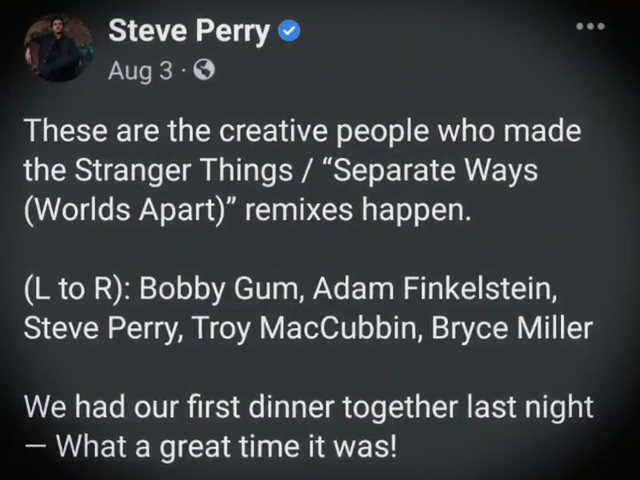 Steve Perry
Aug 3 ·
These are the creative people who made
the Stranger Things / “Separate Ways
(Worlds Apart)” remixes happen.
(L to R): Bobby Gum, Adam Finkelstein,
Steve Perry, Troy MacCubbin, Bryce Miller
We had our first dinner together last night
— What a great time it was!